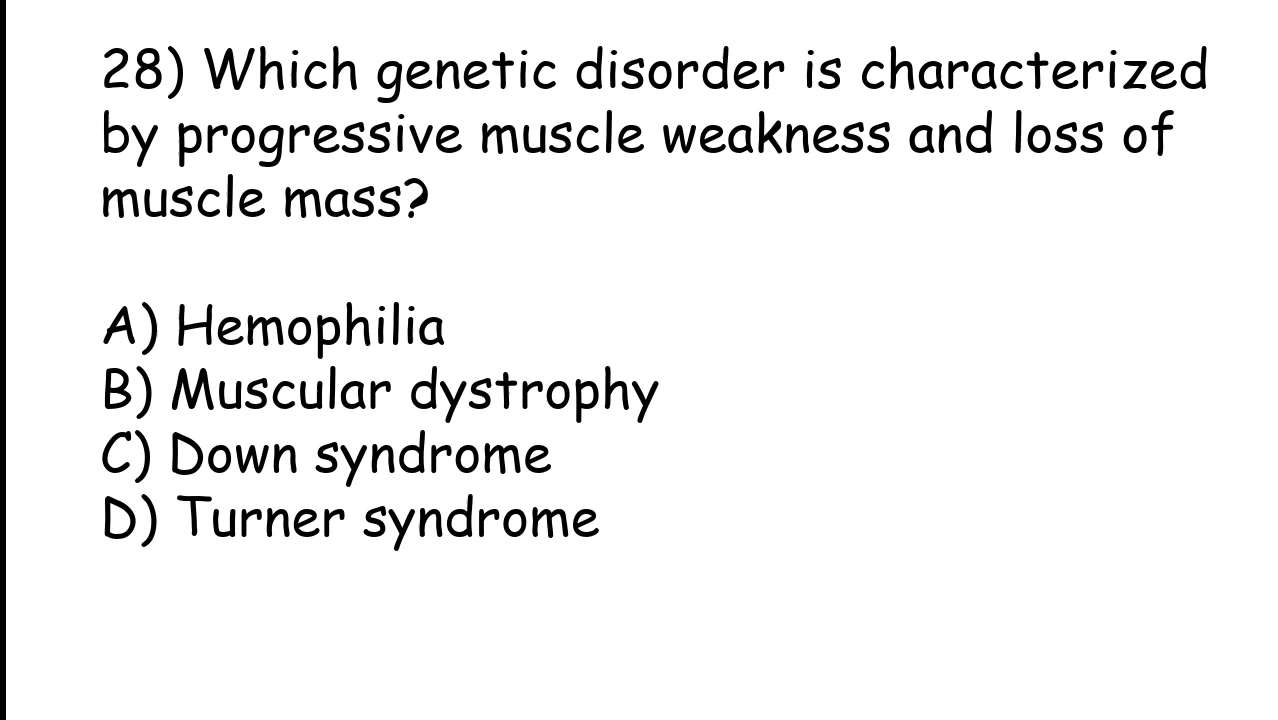 28) Which genetic disorder is characterized
by progressive muscle weakness and loss of
muscle mass?
A) Hemophilia
B) Muscular dystrophy
C) Down syndrome
D) Turner syndrome